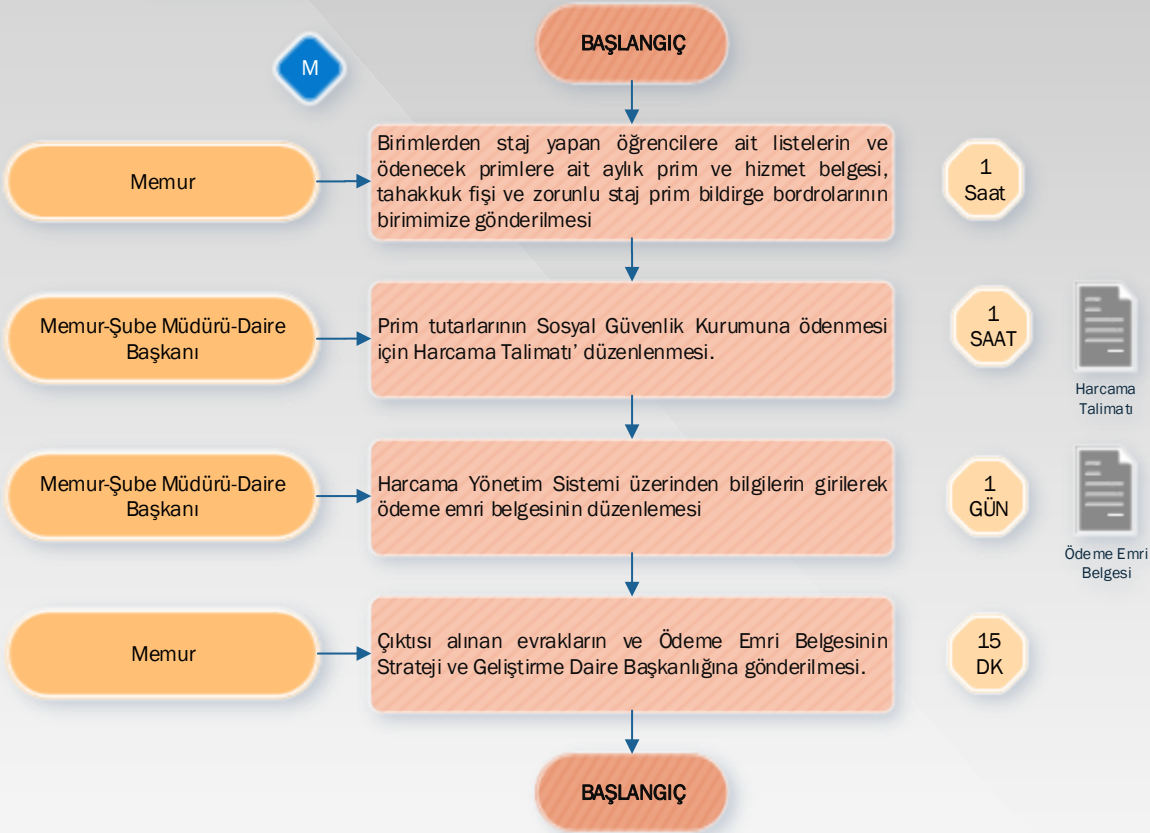 BAŞLANGIÇ
M
Memur
Birimlerden staj yapan öğrencilere ait listelerin ve
ödenecek primlere ait aylık prim ve hizmet belgesi,
tahakkuk fişi ve zorunlu staj prim bildirge bordrolarının
birimimize gönderilmesi
1
Saat
Memur-Şube Müdürü-Daire
Başkanı
Prim tutarlarının Sosyal Güvenlik Kurumuna ödenmesi
için Harcama Talimatı’ düzenlenmesi.
1
SAAT
Harcama
Talimatı
Memur-Şube Müdürü-Daire
Başkanı
Harcama Yönetim Sistemi üzerinden bilgilerin girilerek
ödeme emri belgesinin düzenlemesi
1
GÜN
Ödeme Emri
Belgesi
Memur
Çıktısı alınan evrakların ve Ödeme Emri Belgesinin
Strateji ve Geliştirme Daire Başkanlığına gönderilmesi.
15
DK
BAŞLANGIÇ